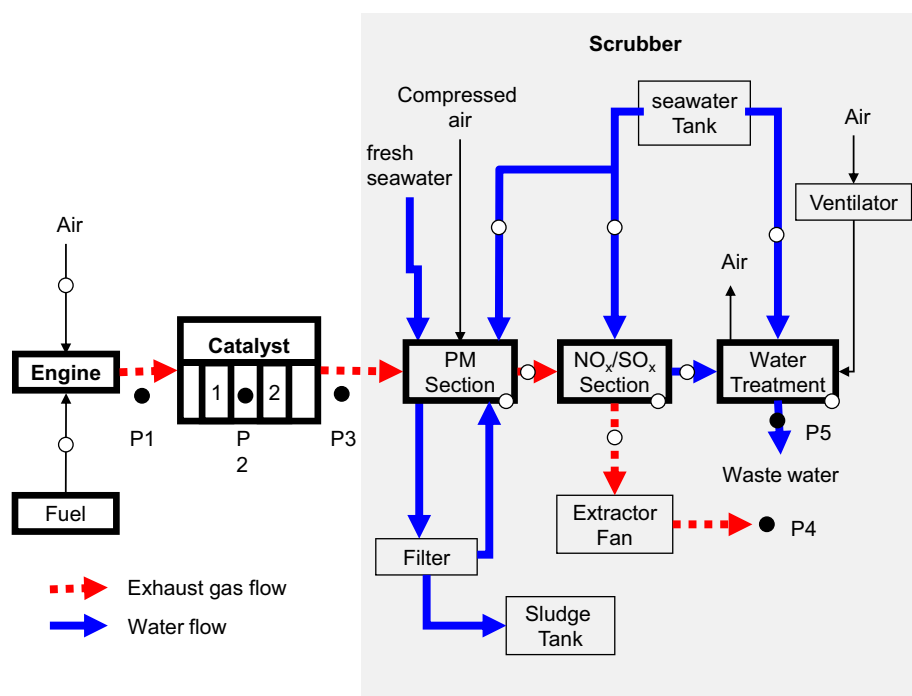 Scrubber
Compressed
air
seawater
Tank
Air
fresh
seawater
Ventilator
Air
Air
Catalyst
Engine
PM
Section
NOₓ/SOₓ
Section
Water
Treatment
1
2
P1
P
2
P3
P5
Waste water
Fuel
Extractor
Fan
P4
Filter
Exhaust gas flow
Sludge
Tank
Water flow